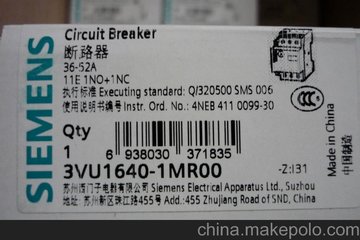 SIEMENS
Circuit Breaker
断路器
36-52A
11E 1NO+1NC
执行标准 Executing standard: Q/320500 SMS 006
使用说明书号 Instr. Ord. No.: 4NEB 411 0099-30
Qty
1
6 938030 371835
3VU1640-1MR00
-Z:I31
苏州西门子电器有限公司 Siemens Electrical Apparatus Ltd., Suzhou
苏州新区珠江路455号 Add: 455 Zhujiang Road of SND, China
Made in China
中国制造
www.makepolo.com